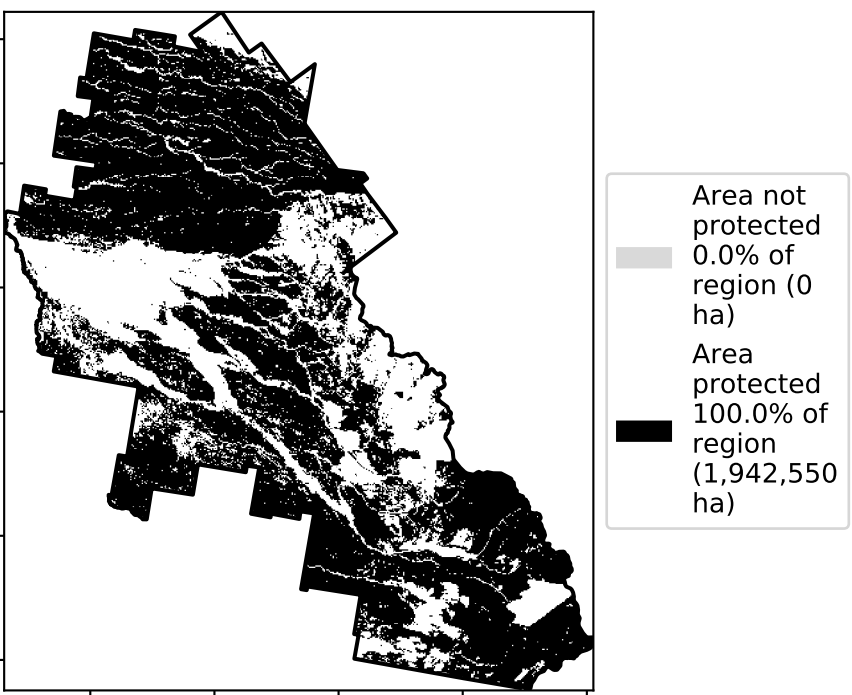 Area not
protected
0.0% of
region (0
ha)
Area
protected
100.0% of
region
(1,942,550
ha)